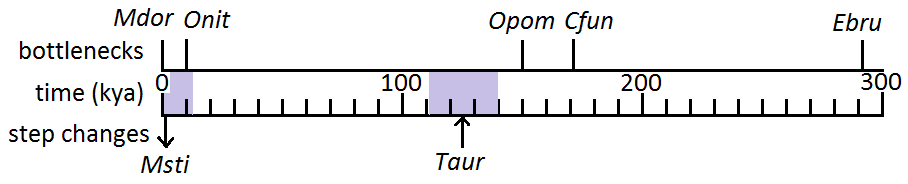 Mdor Onit Opom Cfun Ebru
bottlenecks
0 100 200 300
time (kya)
step changes
Msti Taur